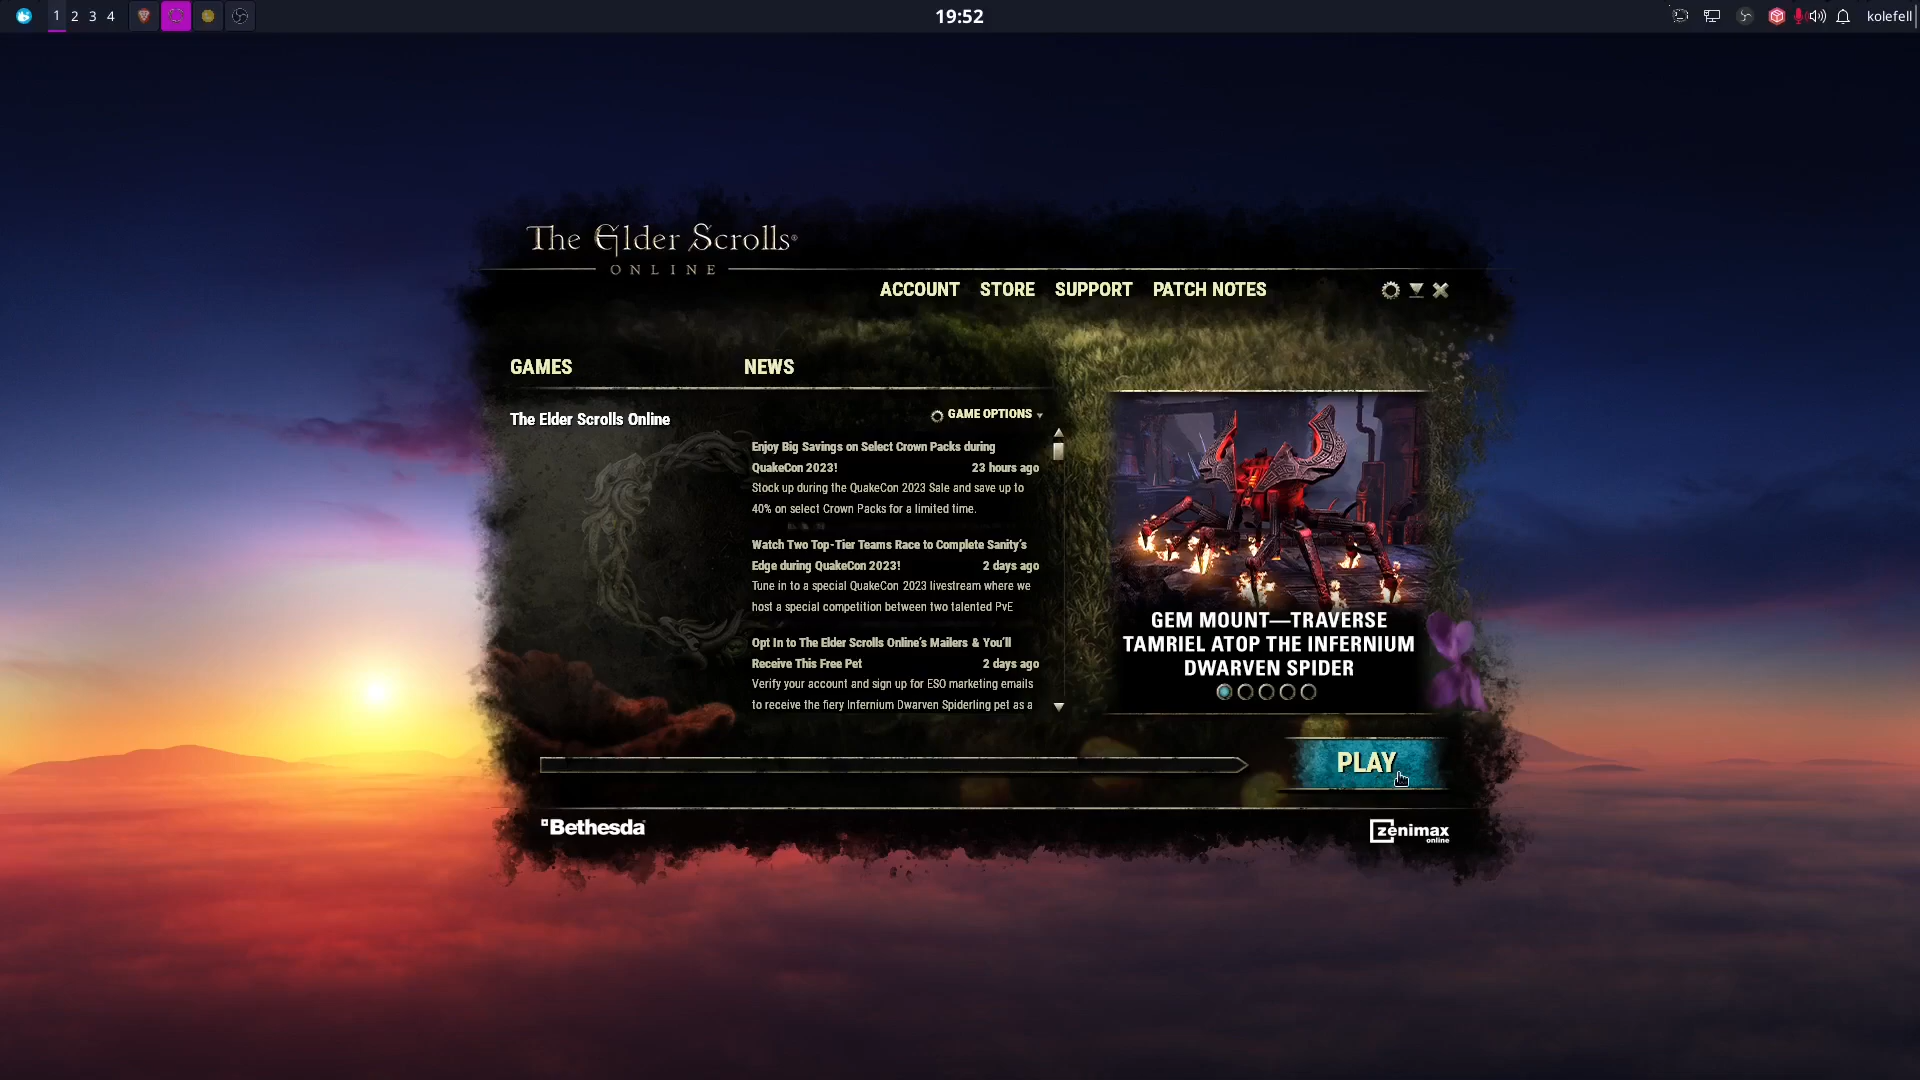 1 2 3 4
19:52
kolefell
The Elder Scrolls®
ONLINE
ACCOUNT STORE SUPPORT PATCH NOTES
GAMES
NEWS
The Elder Scrolls Online
GAME OPTIONS
Enjoy Big Savings on Select Crown Packs during
QuakeCon 2023! 23 hours ago
Stock up during the QuakeCon 2023 Sale and save up to
40% on select Crown Packs for a limited time.
Watch Two Top-Tier Teams Race to Complete Sanity's
Edge during QuakeCon 2023! 2 days ago
Tune in to a special QuakeCon 2023 livestream where we
host a special competition between two talented PvE
Opt In to The Elder Scrolls Online's Mailers & You'll
Receive This Free Pet 2 days ago
Verify your account and sign up for ESO marketing emails
to receive the fiery Infernium Dwarven Spiderling pet as a
GEM MOUNT—TRAVERSE
TAMRIEL ATOP THE INFERNIUM
DWARVEN SPIDER
PLAY
Bethesda
zenimax
online